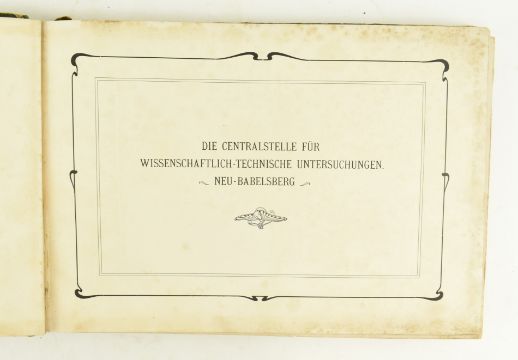 DIE CENTRALSTELLE FÜR
WISSENSCHAFTLICH-TECHNISCHE UNTERSUCHUNGEN.
NEU-BABELSBERG